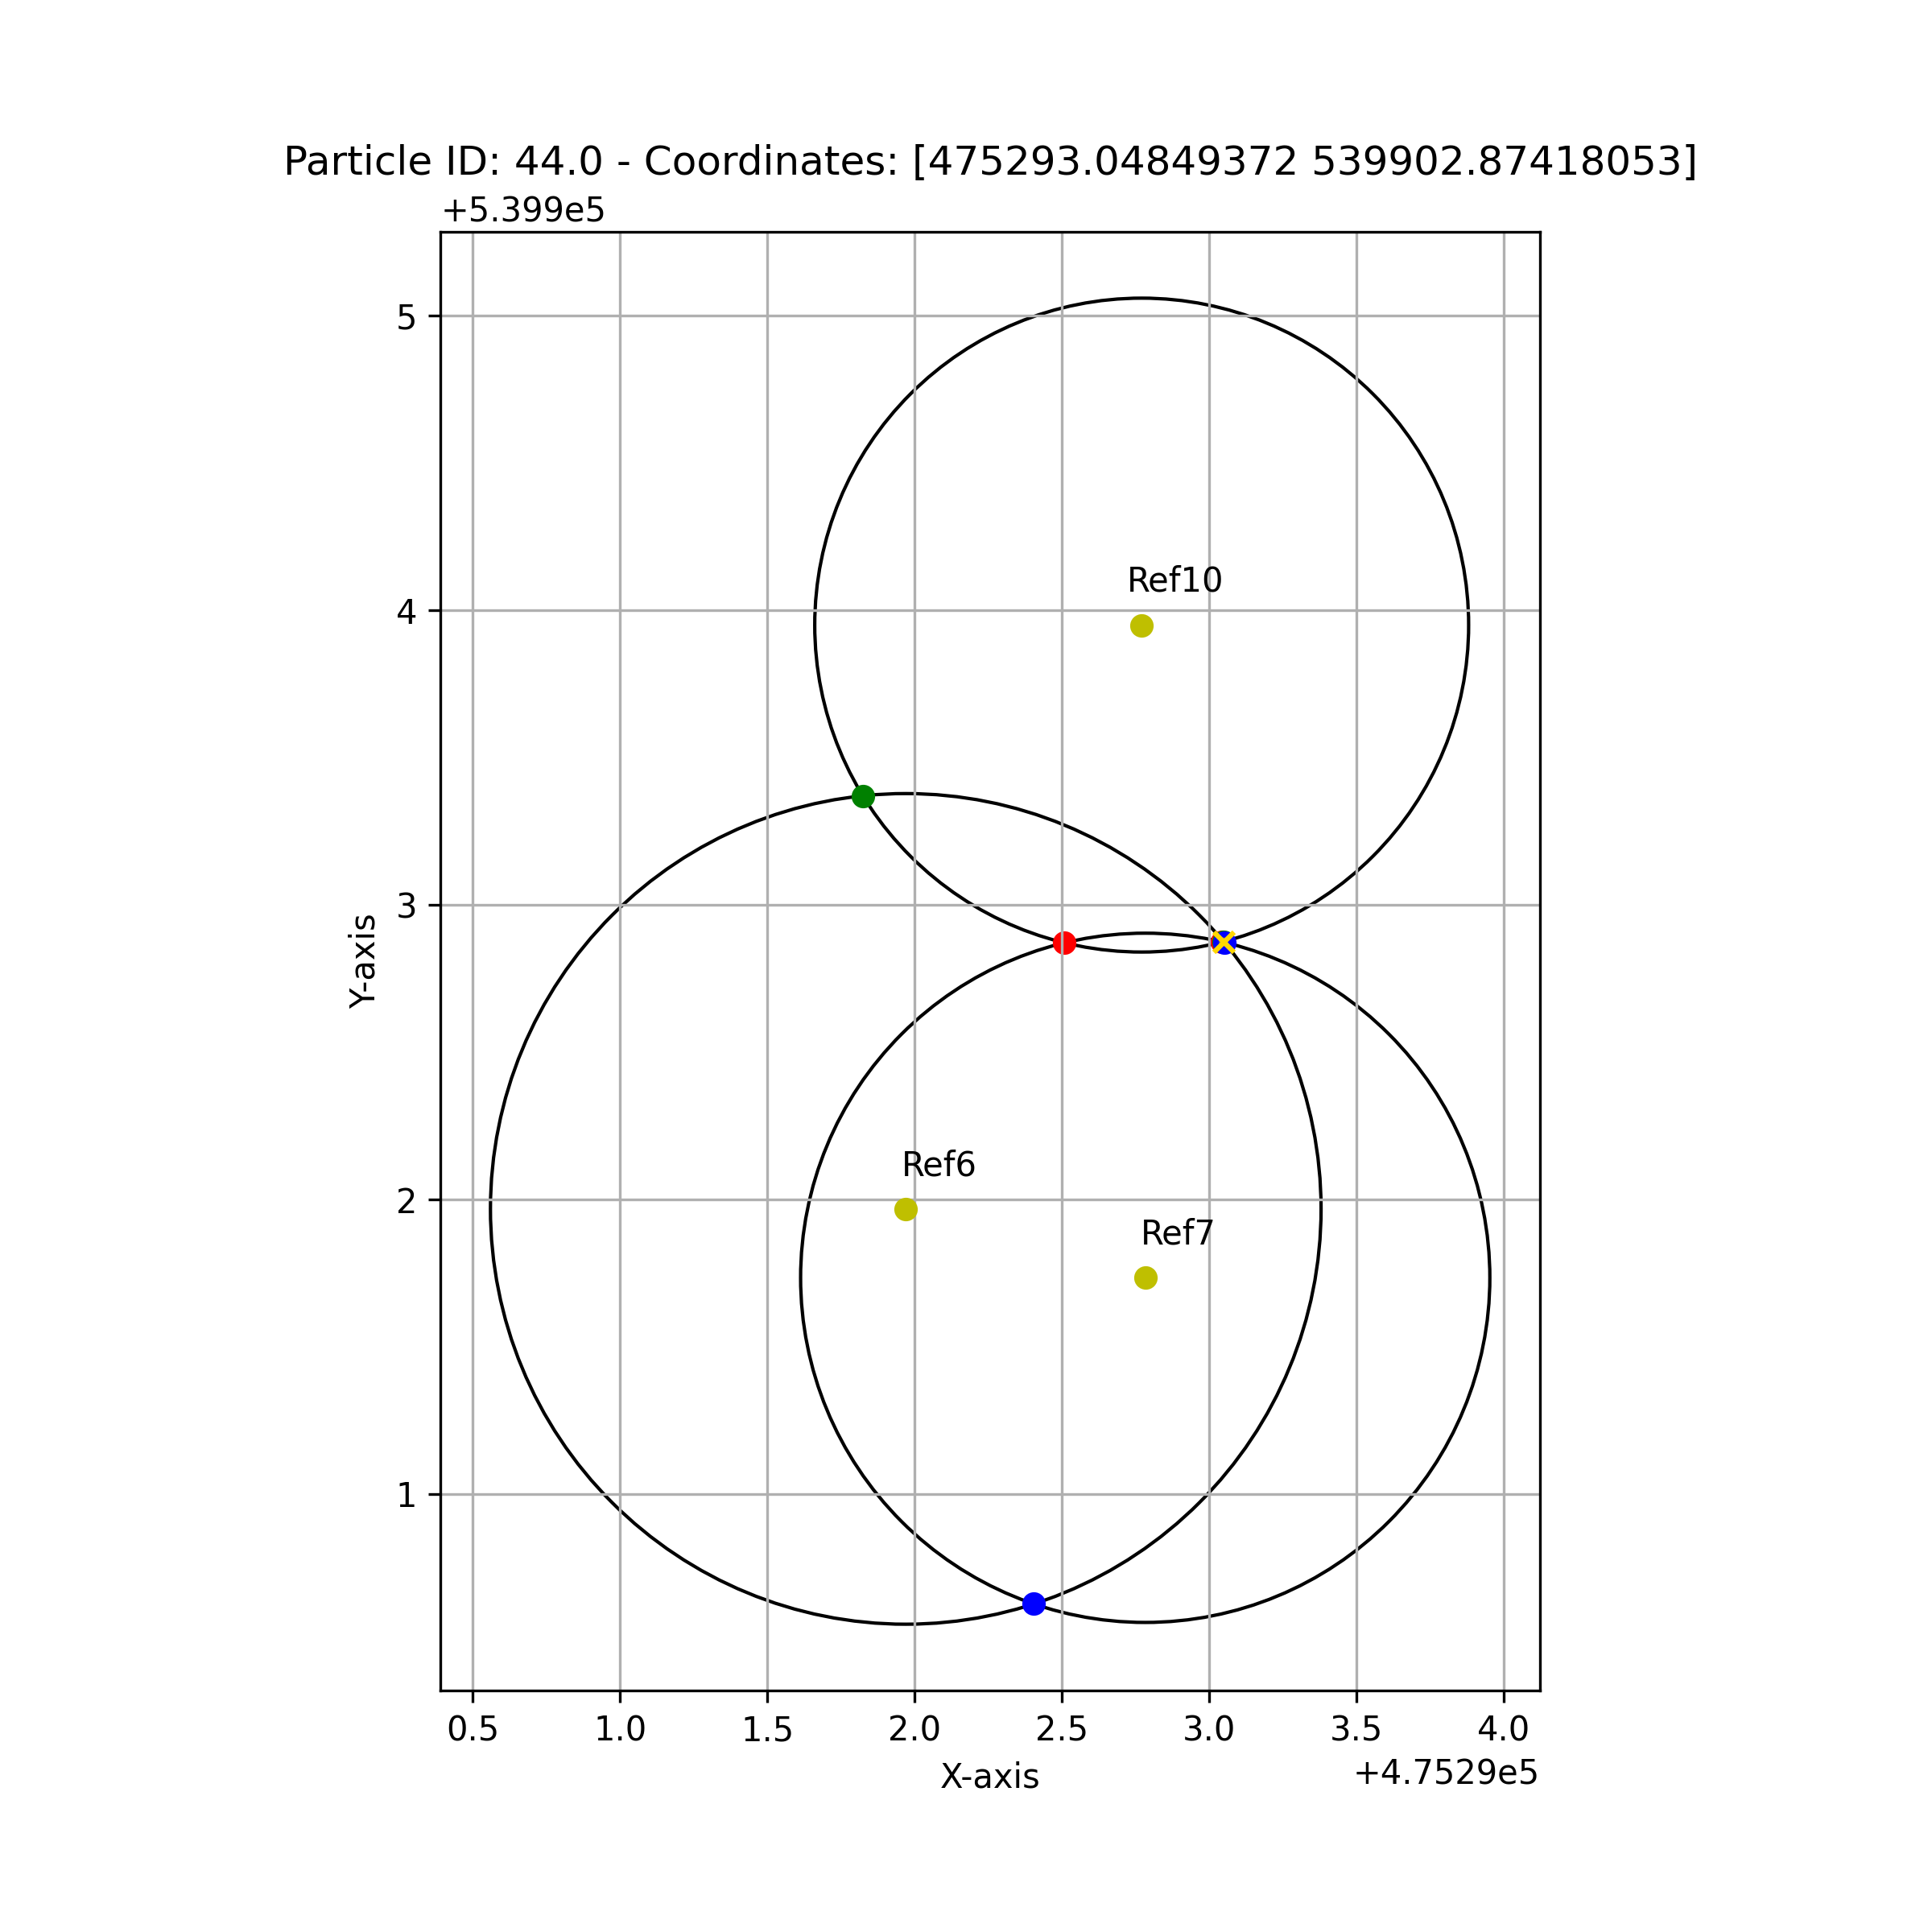 Particle ID: 44.0 - Coordinates: [475293.04849372 539902.87418053]
+5.399e5
5
4
3
2
1
Y-axis
Ref10
Ref6
Ref7
0.5 1.0 1.5 2.0 2.5 3.0 3.5 4.0
X-axis
+4.7529e5